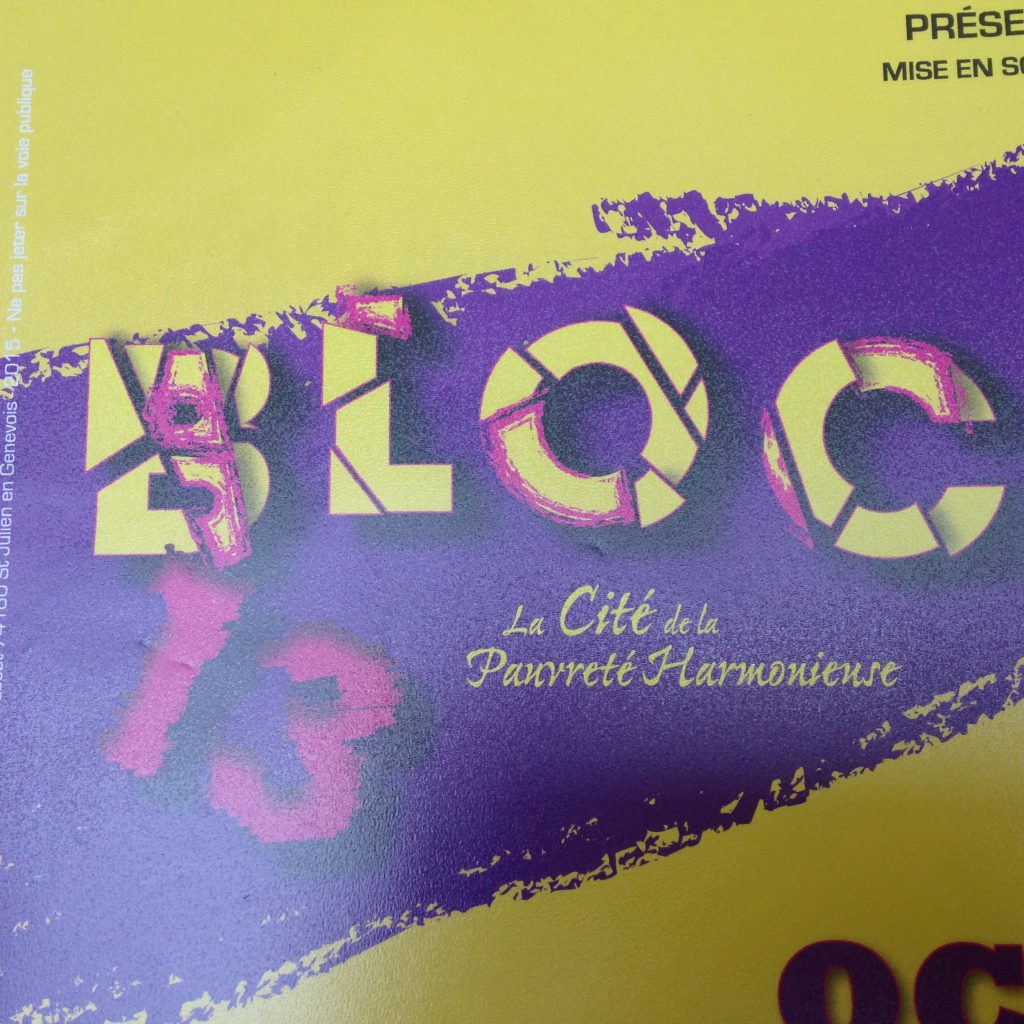 PRÉSE
MISE EN SC
BLOC
13
La Cité de la
Pauvreté Harmonieuse
OC
74160 St Julien en Genevois - 2015 - Ne pas jeter sur la voie publique